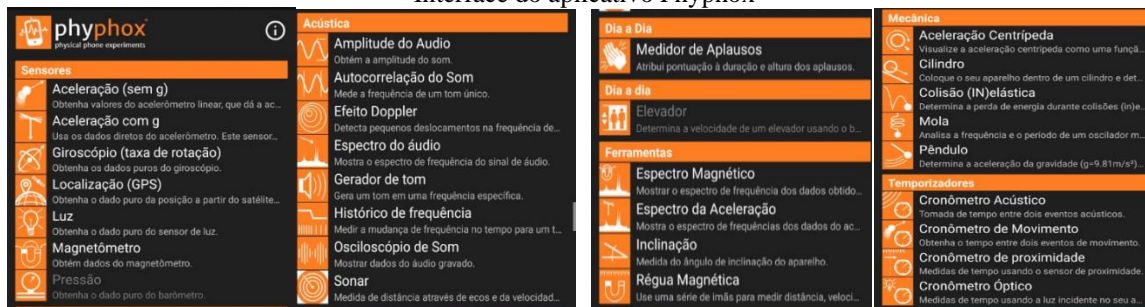 Interface do aplicativo Phyphox
phyphox
physical phone experiments
Sensores
Aceleração (sem g)
Obtenha valores do acelerômetro linear, que dá a ac...
Aceleração com g
Usa os dados diretos do acelerômetro. Este sensor...
Giroscópio (taxa de rotação)
Obtenha os dados puros do giroscópio.
Localização (GPS)
Obtenha o dado puro da posição a partir do satélite...
Luz
Obtenha o dado puro do sensor de luz.
Magnetômetro
Obtém dados do magnetômetro.
Pressão
Obtenha o dado puro do barômetro.
Acústica
Amplitude do Audio
Obtém a amplitude do som.
Autocorrelação do Som
Mede a frequência de um tom único.
Efeito Doppler
Detecta pequenos deslocamentos na frequência de...
Espectro do áudio
Mostra o espectro de frequência do sinal de áudio.
Gerador de tom
Gera um tom em uma frequência específica.
Histórico de frequência
Medir a mudança de frequência no tempo para um t...
Osciloscópio de Som
Mostrar dados do áudio gravado.
Sonar
Medida de distância através de ecos e da velocidad...
Dia a Dia
Medidor de Aplausos
Atribui pontuação à duração e altura dos aplausos.
Dia a dia
Elevador
Determina a velocidade de um elevador usando o b...
Ferramentas
Espectro Magnético
Mostrar o espectro de frequência dos dados obtido...
Espectro da Aceleração
Mostra o espectro de frequências dos dados do ac...
Inclinação
Medida do ângulo de inclinação do aparelho.
Régua Magnética
Use uma série de imãs para medir distância, veloci...
Mecânica
Aceleração Centrípeda
Visualize a aceleração centrípeda como uma funçã...
Cilindro
Coloque o seu aparelho dentro de um cilindro e det...
Colisão (IN)elástica
Determina a perda de energia durante colisões (in)e...
Mola
Analisa a frequência e o período de um oscilador m...
Pêndulo
Determina a aceleração da gravidade (g=9.81m/s²)...
Temporizadores
Cronômetro Acústico
Tomada de tempo entre dois eventos acústicos.
Cronômetro de Movimento
Obtenha o tempo entre dois eventos de movimento.
Cronômetro de proximidade
Medidas de tempo usando o sensor de proximidade.
Cronômetro Óptico
Medidas de tempo usando a luz incidente no seu a...